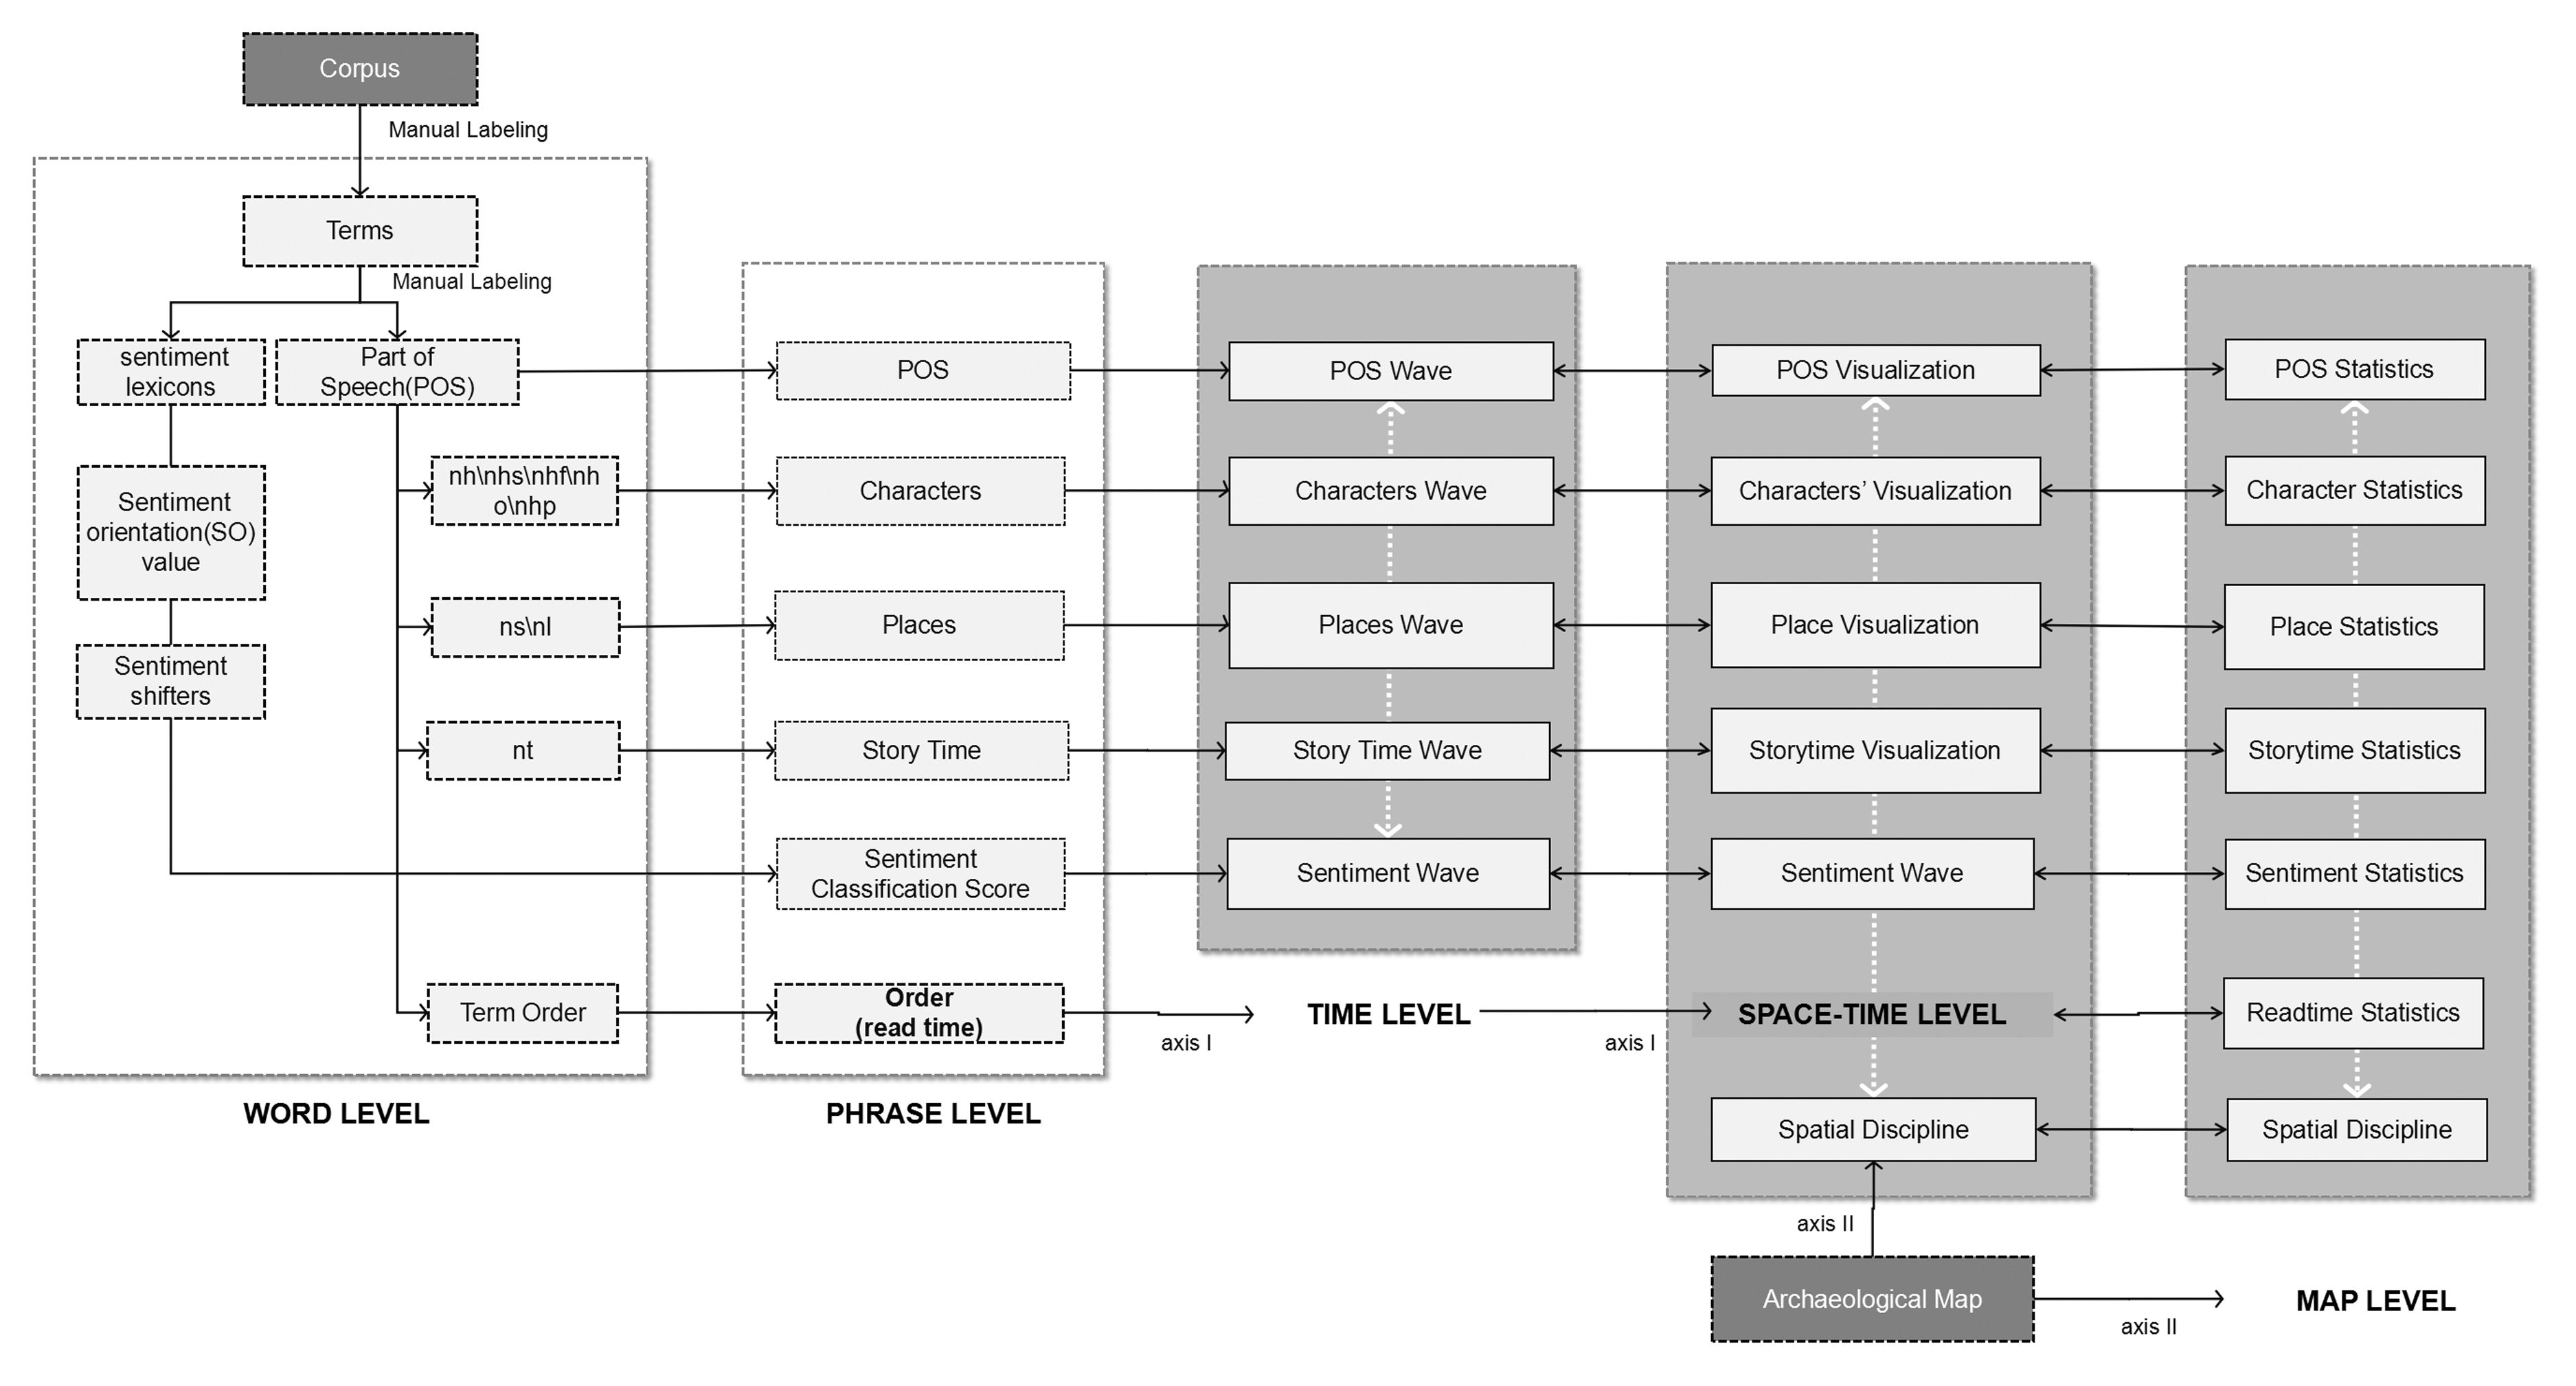 Corpus
Manual Labeling
Terms
Manual Labeling
sentiment
lexicons
Part of
Speech(POS)
Sentiment
orientation(SO)
value
Sentiment
shifters
nh\nhs\nhf\nh
o\nhp
ns\nl
nt
Term Order
WORD LEVEL
POS
Characters
Places
Story Time
Sentiment
Classification Score
Order
(read time)
PHRASE LEVEL
POS Wave
Characters Wave
Places Wave
Story Time Wave
Sentiment Wave
axis I
TIME LEVEL
axis I
POS Visualization
Characters’ Visualization
Place Visualization
Storytime Visualization
Sentiment Wave
SPACE-TIME LEVEL
Spatial Discipline
axis II
Archaeological Map
axis II
POS Statistics
Character Statistics
Place Statistics
Storytime Statistics
Sentiment Statistics
Readtime Statistics
Spatial Discipline
MAP LEVEL